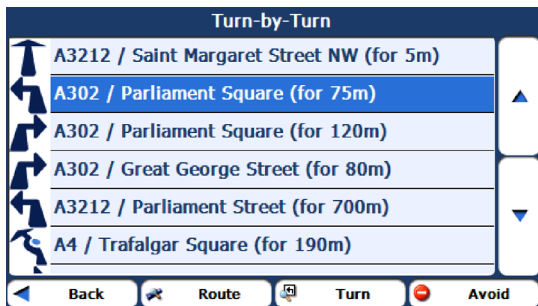 Turn-by-Turn
A3212 / Saint Margaret Street NW (for 5m)
A302 / Parliament Square (for 75m)
A302 / Parliament Square (for 120m)
A302 / Great George Street (for 80m)
A3212 / Parliament Street (for 700m)
A4 / Trafalgar Square (for 190m)
Back Route Turn Avoid